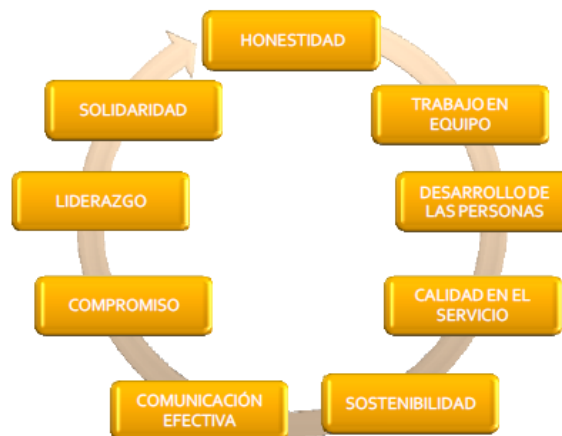 HONESTIDAD
TRABAJO EN
EQUIPO
DESARROLLO DE
LAS PERSONAS
CALIDAD EN EL
SERVICIO
SOSTENIBILIDAD
COMUNICACIÓN
EFECTIVA
COMPROMISO
LIDERAZGO
SOLIDARIDAD